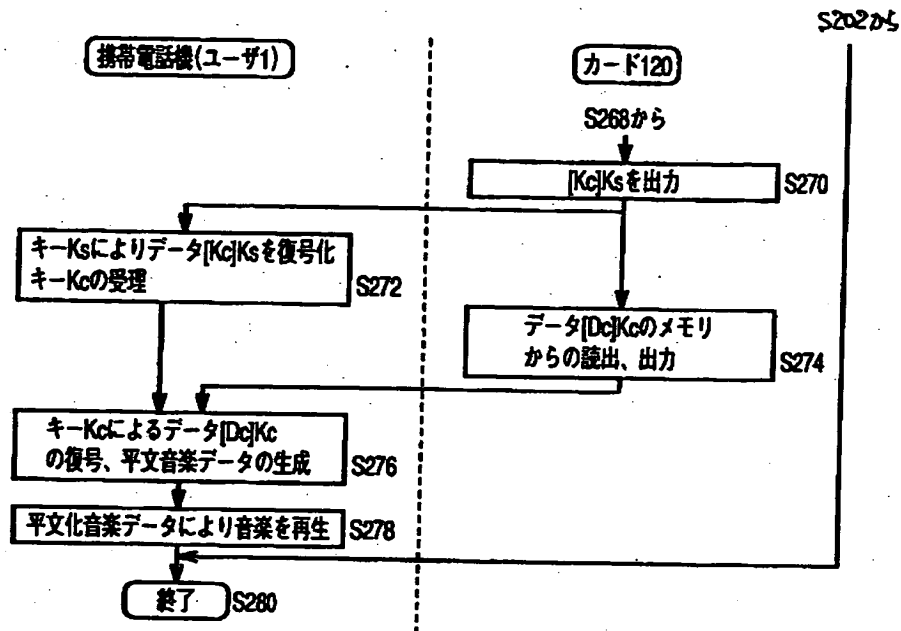 S202から
携帯電話機(ユーザ1)
カード120
S268から
[Kc]Ksを出力
S270
キーKsによりデータ[Kc]Ksを復号化
キーKcの受理
S272
データ[Dc]Kcのメモリ
からの読出、出力
S274
キーKcによるデータ[Dc]Kc
の復号、平文音楽データの生成
S276
平文化音楽データにより音楽を再生
S278
終了
S280